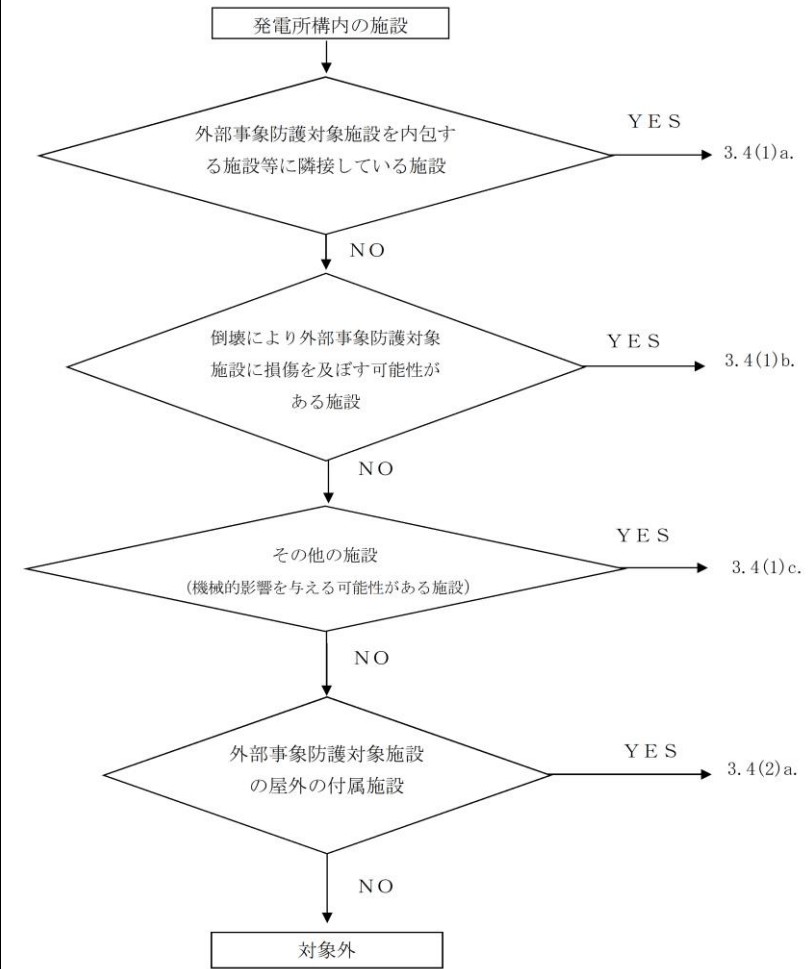 発電所構内の施設
外部事象防護対象施設を内包す
る施設等に隣接している施設
ＹＥＳ
3.4(1)a.
ＮＯ
倒壊により外部事象防護対象
施設に損傷を及ぼす可能性が
ある施設
ＹＥＳ
3.4(1)b.
ＮＯ
その他の施設
(機械的影響を与える可能性がある施設)
ＹＥＳ
3.4(1)c.
ＮＯ
外部事象防護対象施設
の屋外の付属施設
ＹＥＳ
3.4(2)a.
ＮＯ
対象外